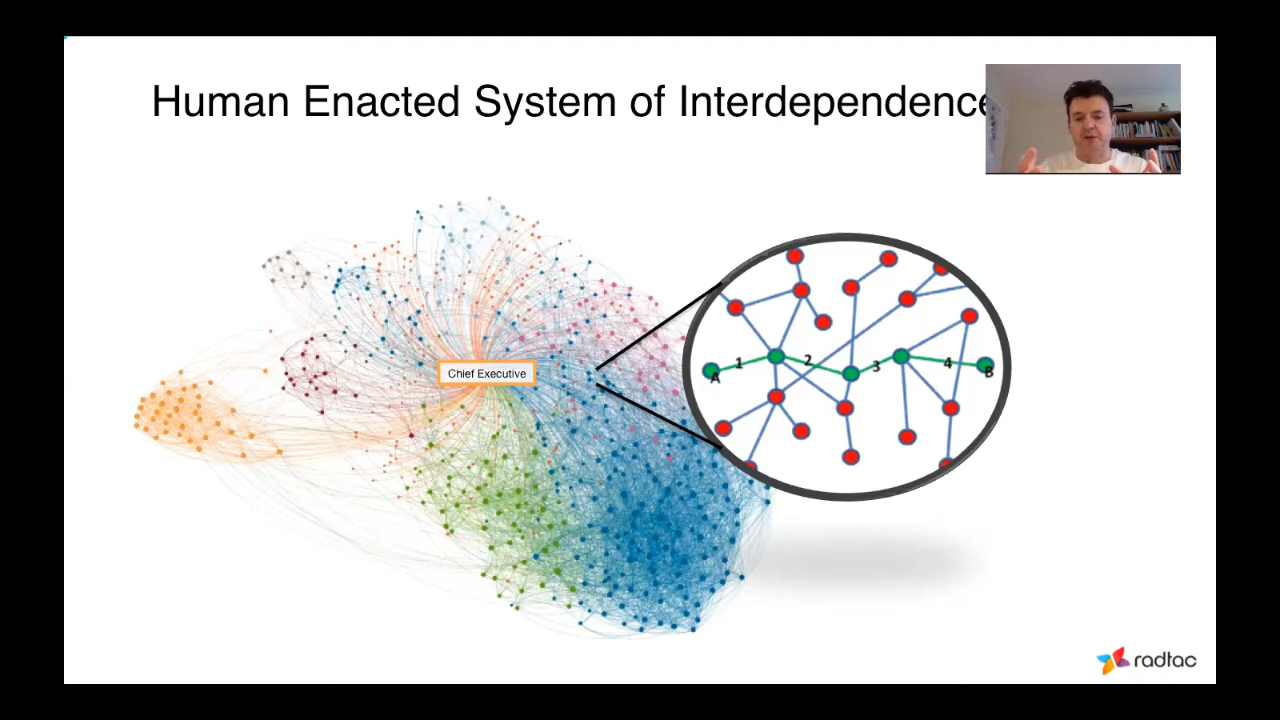 Human Enacted System of Interdependence
Chief Executive
1
2
3
4
A
B
radtac